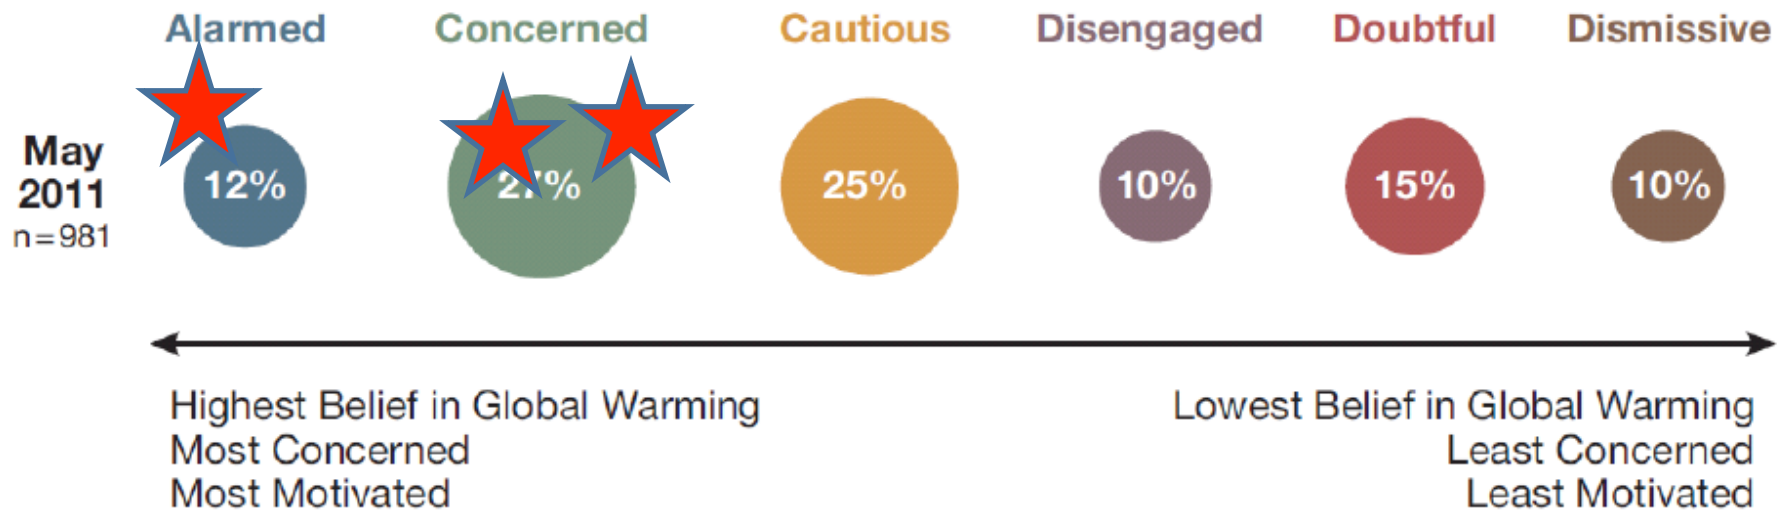 Alarmed Concerned Cautious Disengaged Doubtful Dismissive
May
2011
n=981
12% 27% 25% 10% 15% 10%
Highest Belief in Global Warming
Most Concerned
Most Motivated
Lowest Belief in Global Warming
Least Concerned
Least Motivated